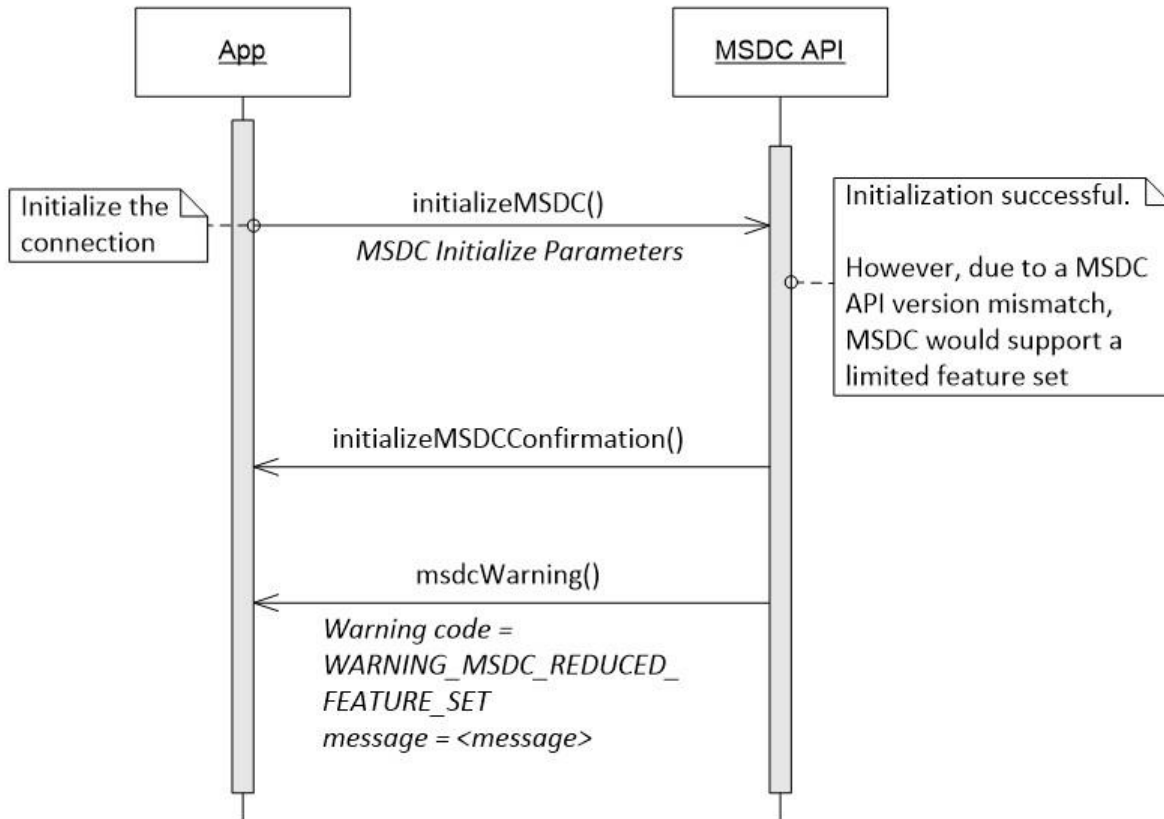 App
MSDC API
Initialize the
connection
initializeMSDC()
MSDC Initialize Parameters
Initialization successful.
However, due to a MSDC
API version mismatch,
MSDC would support a
limited feature set
initializeMSDCConfirmation()
msdcWarning()
Warning code =
WARNING_MSDC_REDUCED_
FEATURE_SET
message = <message>